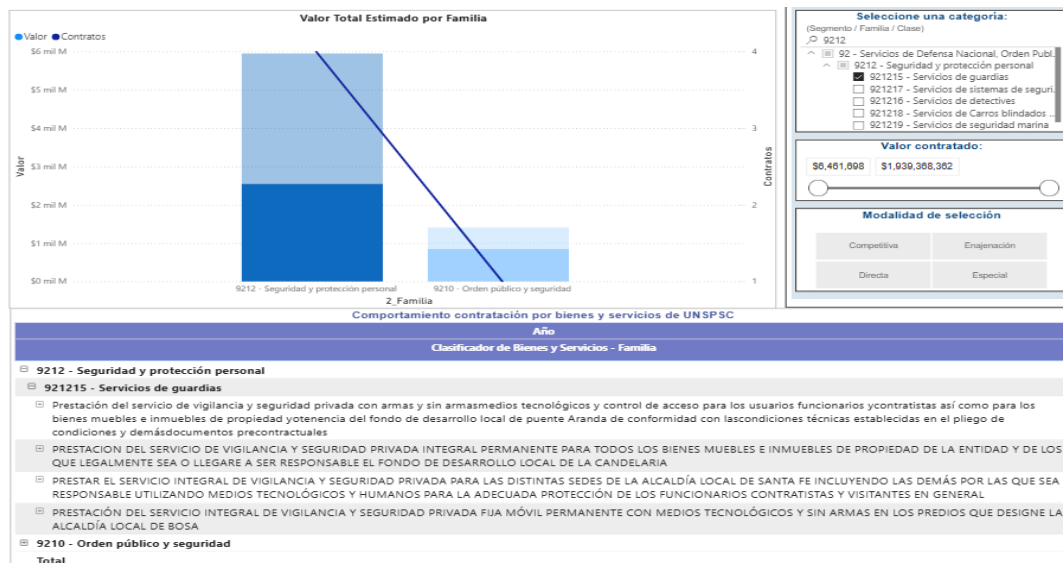 Valor Total Estimado por Familia
Valor Contratos
$6 mil M
$5 mil M
$4 mil M
$3 mil M
$2 mil M
$1 mil M
$0 mil M
Valor
4
3
2
1
Contratos
9212 - Seguridad y protección personal
9210 - Orden público y seguridad
2_Familia
Seleccione una categoría:
(Segmento / Familia / Clase)
9212
92 - Servicios de Defensa Nacional, Orden Publ...
9212 - Seguridad y protección personal
921215 - Servicios de guardias
921217 - Servicios de sistemas de seguri...
921216 - Servicios de detectives
921218 - Servicios de Carros blindados ...
921219 - Servicios de seguridad marina
Valor contratado:
$6,461,698 $1,939,368,362
Modalidad de selección
Competitiva Enajenación
Directa Especial
Comportamiento contratación por bienes y servicios de UNSPSC
Año
Clasificador de Bienes y Servicios - Familia
9212 - Seguridad y protección personal
921215 - Servicios de guardias
Prestación del servicio de vigilancia y seguridad privada con armas y sin armasmedios tecnológicos y control de acceso para los usuarios funcionarios ycontratistas así como para los
bienes muebles e inmuebles de propiedad yotenencia del fondo de desarrollo local de puente Aranda de conformidad con lascondiciones técnicas establecidas en el pliego de
condiciones y demásdocumentos precontractuales
PRESTACION DEL SERVICIO DE VIGILANCIA Y SEGURIDAD PRIVADA INTEGRAL PERMANENTE PARA TODOS LOS BIENES MUEBLES E INMUEBLES DE PROPIEDAD DE LA ENTIDAD Y DE LOS
QUE LEGALMENTE SEA O LLEGARE A SER RESPONSABLE EL FONDO DE DESARROLLO LOCAL DE LA CANDELARIA
PRESTAR EL SERVICIO INTEGRAL DE VIGILANCIA Y SEGURIDAD PRIVADA PARA LAS DISTINTAS SEDES DE LA ALCALDÍA LOCAL DE SANTA FE INCLUYENDO LAS DEMÁS POR LAS QUE SEA
RESPONSABLE UTILIZANDO MEDIOS TECNOLÓGICOS Y HUMANOS PARA LA ADECUADA PROTECCIÓN DE LOS FUNCIONARIOS CONTRATISTAS Y VISITANTES EN GENERAL
PRESTACIÓN DEL SERVICIO INTEGRAL DE VIGILANCIA Y SEGURIDAD PRIVADA FIJA MÓVIL PERMANENTE CON MEDIOS TECNOLÓGICOS Y SIN ARMAS EN LOS PREDIOS QUE DESIGNE LA
ALCALDÍA LOCAL DE BOSA
9210 - Orden público y seguridad
Total